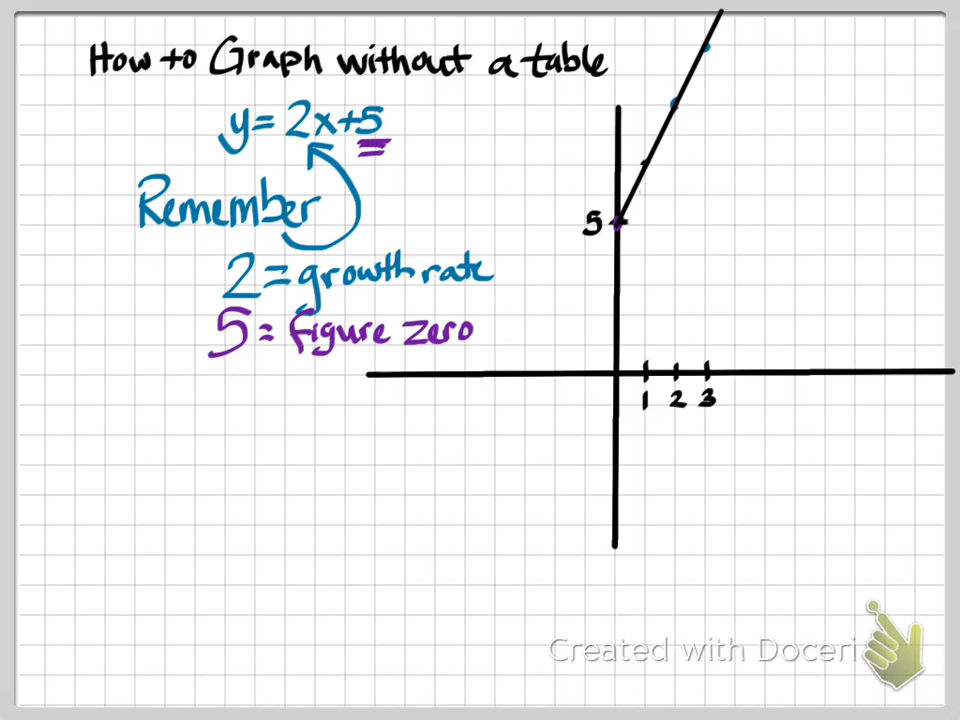 How to Graph without a table
y = 2x+5
Remember
2 = growth rate
5 = figure zero
5
1 2 3
Created with Doceri